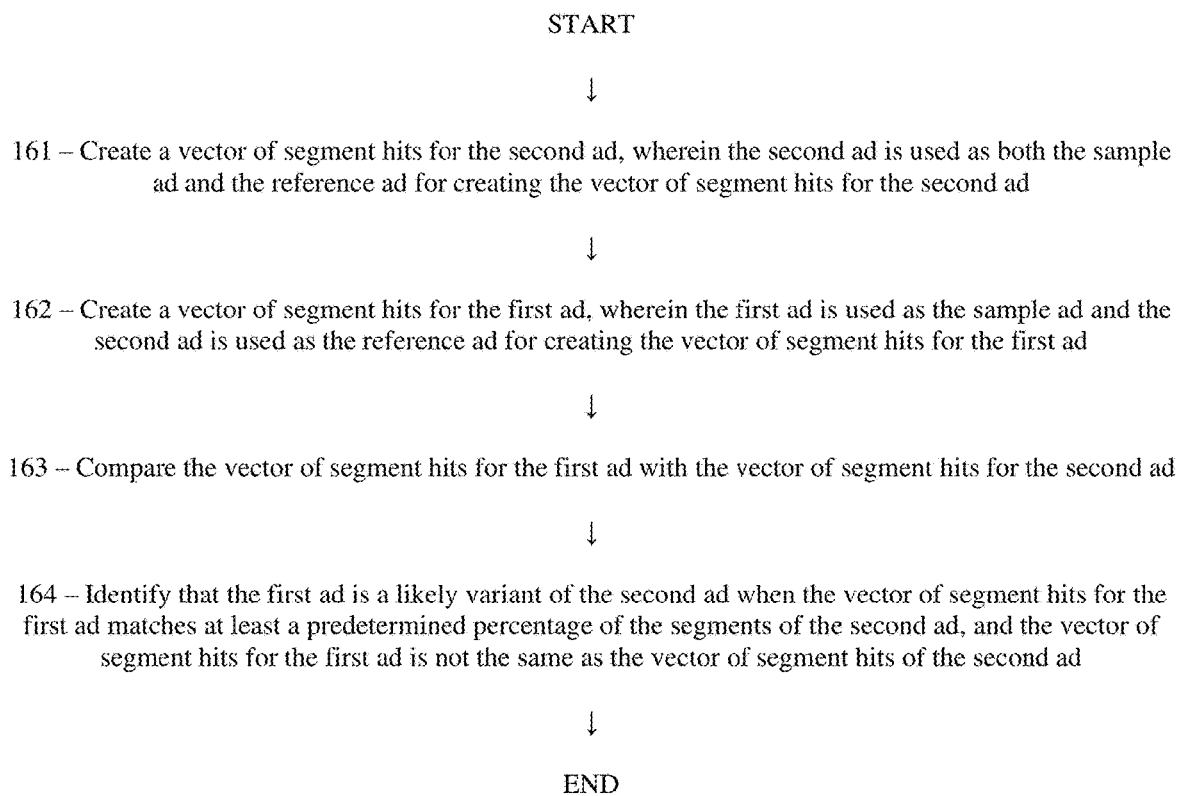 START
↓
161 – Create a vector of segment hits for the second ad, wherein the second ad is used as both the sample
ad and the reference ad for creating the vector of segment hits for the second ad
↓
162 – Create a vector of segment hits for the first ad, wherein the first ad is used as the sample ad and the
second ad is used as the reference ad for creating the vector of segment hits for the first ad
↓
163 – Compare the vector of segment hits for the first ad with the vector of segment hits for the second ad
↓
164 – Identify that the first ad is a likely variant of the second ad when the vector of segment hits for the
first ad matches at least a predetermined percentage of the segments of the second ad, and the vector of
segment hits for the first ad is not the same as the vector of segment hits of the second ad
↓
END